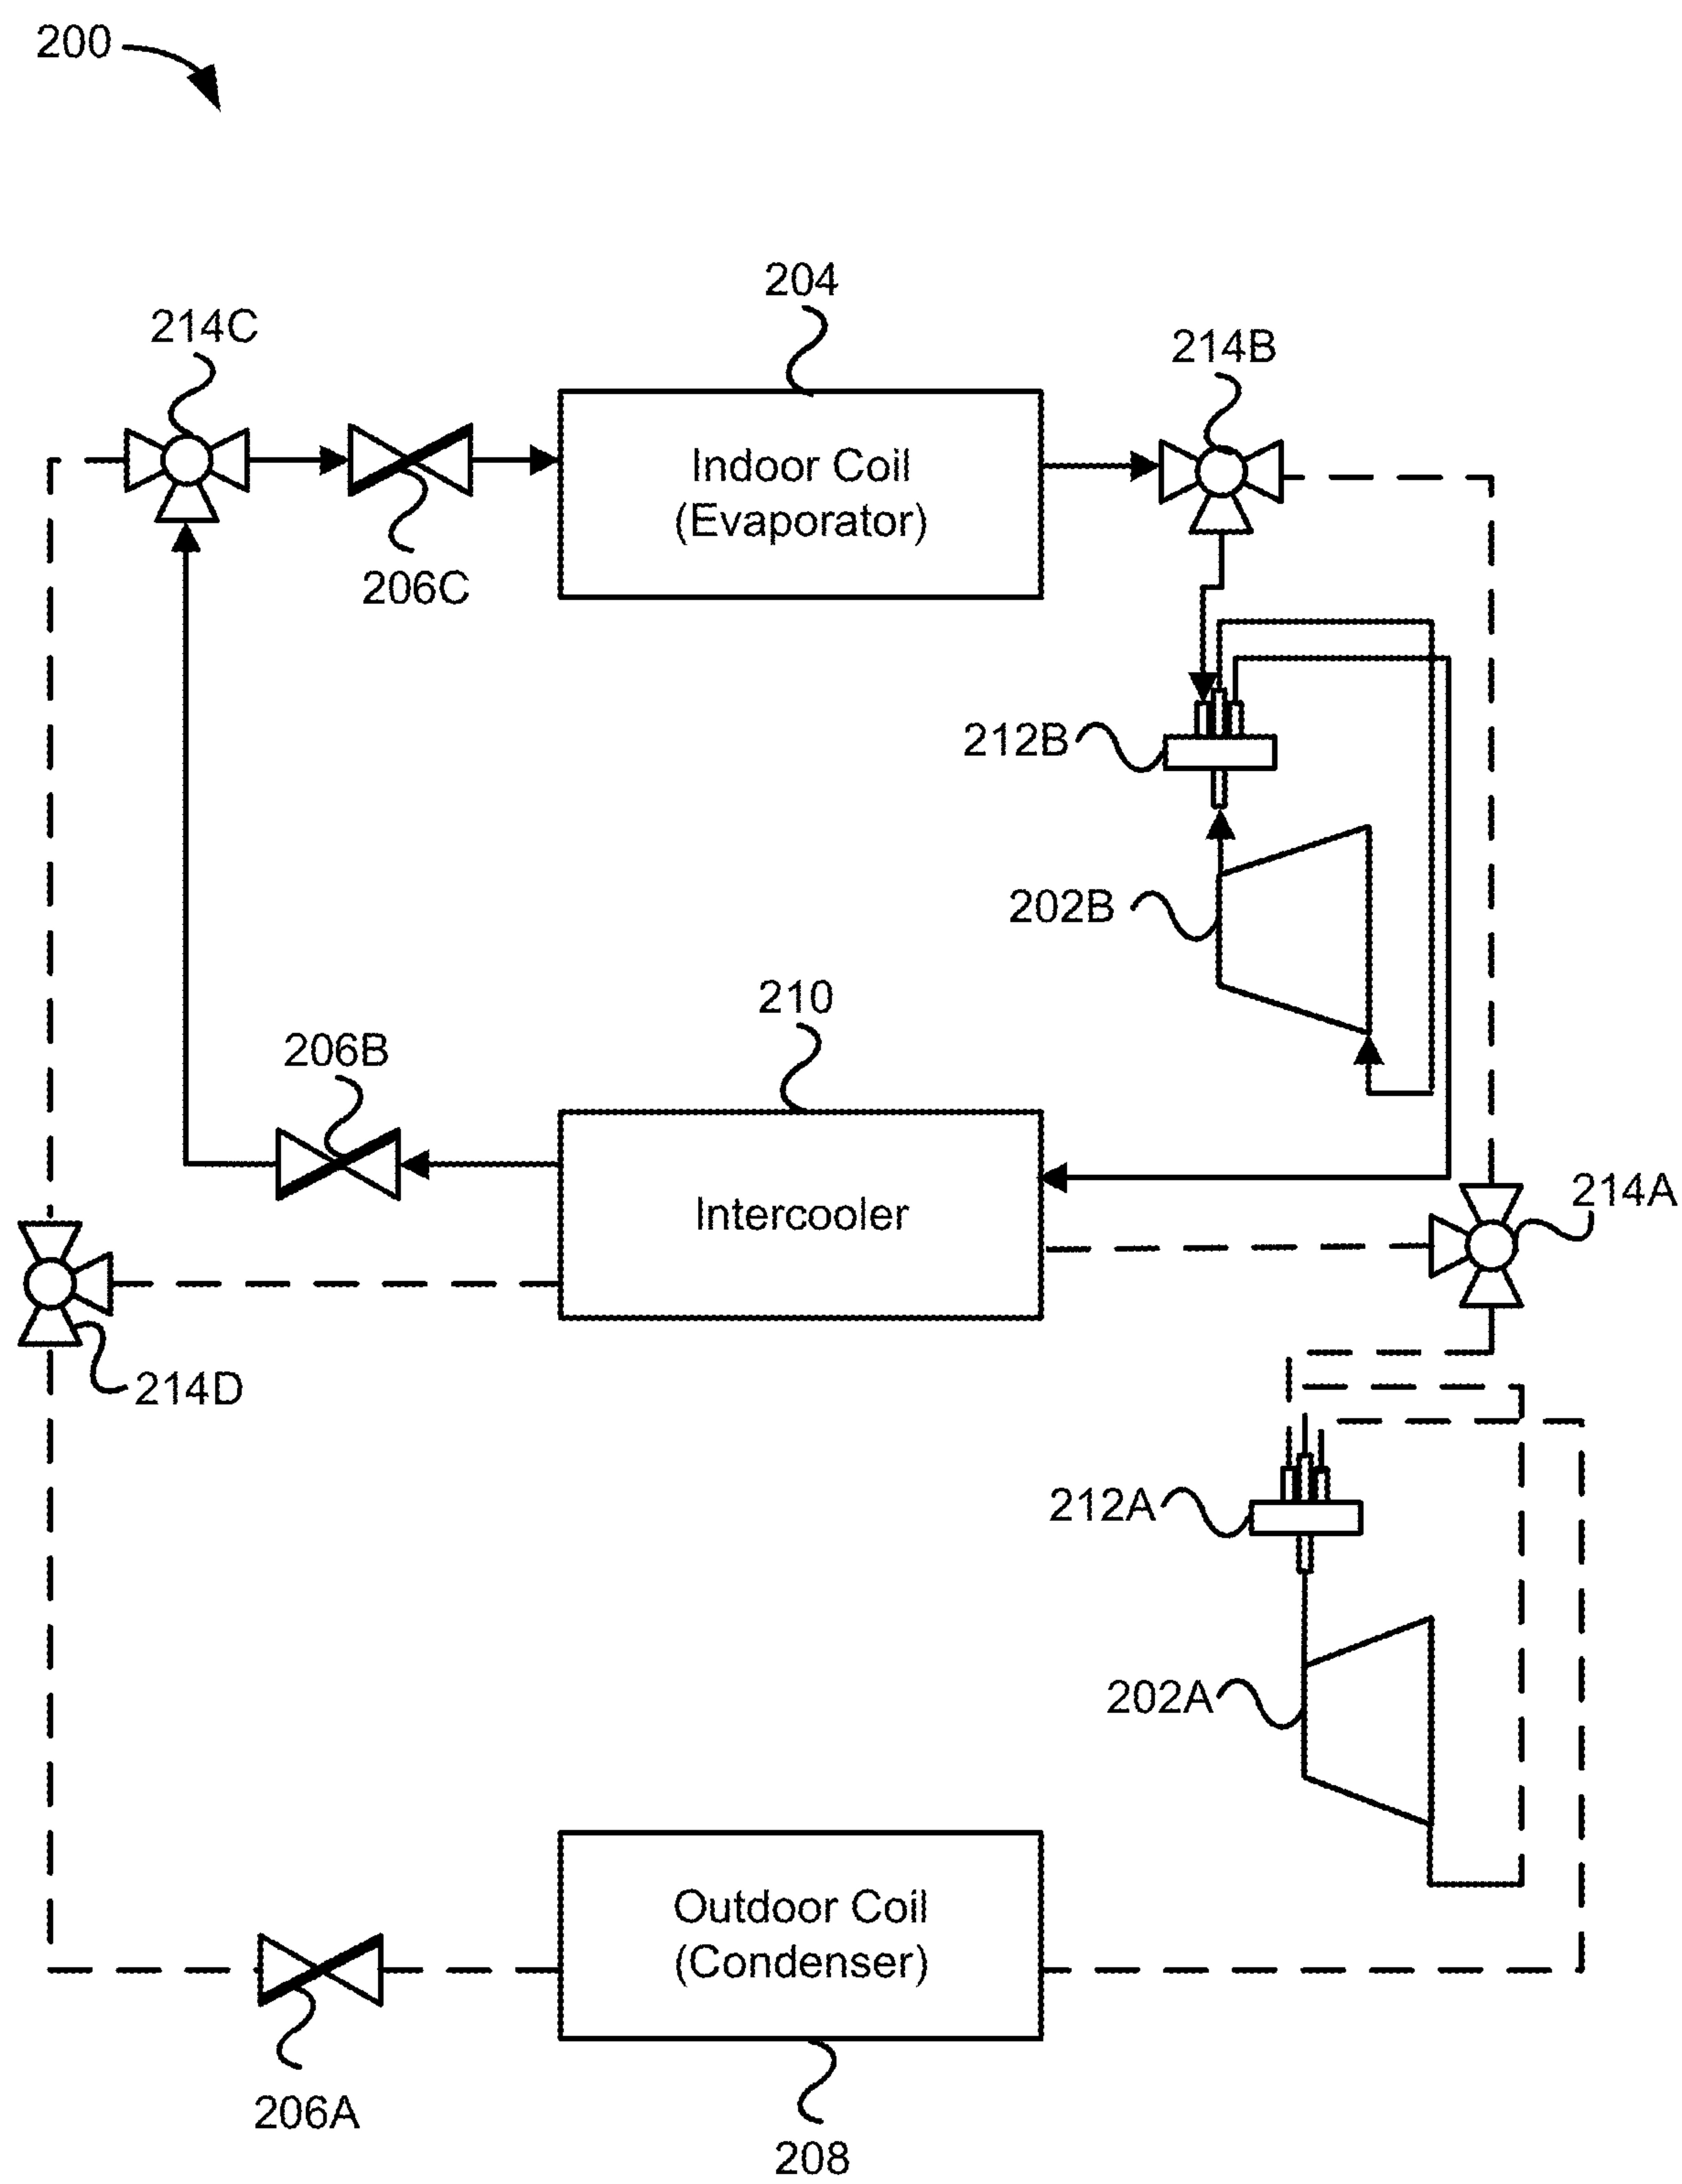 200
204
214C
214B
Indoor Coil
(Evaporator)
206C
212B
202B
210
206B
214A
Intercooler
214D
212A
202A
Outdoor Coil
(Condenser)
206A
208